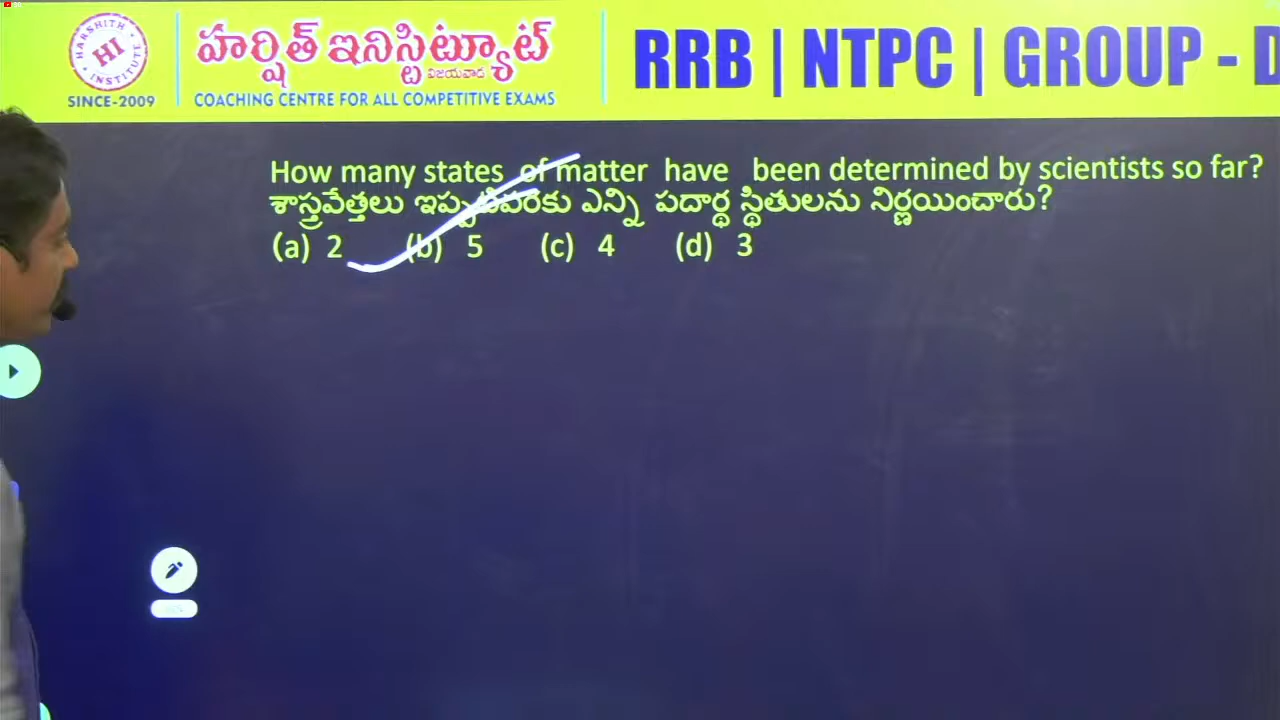 HARSHITH
HI
INSTITUTE
SINCE-2009
హర్షిత్ ఇనిస్టిట్యూట్
విజయవాడ
COACHING CENTRE FOR ALL COMPETITIVE EXAMS
RRB | NTPC | GROUP - D
How many states of matter have been determined by scientists so far?
శాస్త్రవేత్తలు ఇప్పటివరకు ఎన్ని పదార్థ స్థితులను నిర్ణయించారు?
(a) 2 (b) 5 (c) 4 (d) 3